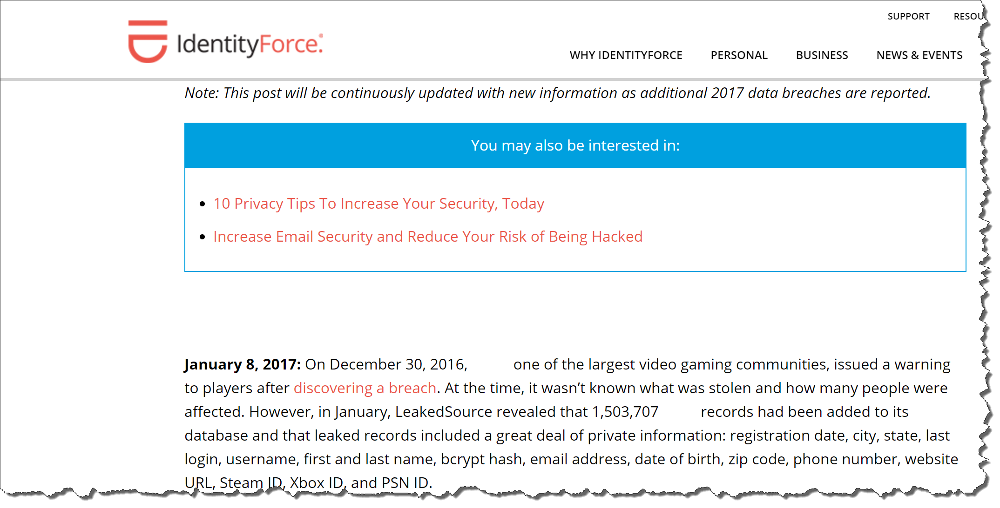 SUPPORT RESOU
IdentityForce.
WHY IDENTITYFORCE PERSONAL BUSINESS NEWS & EVENTS
Note: This post will be continuously updated with new information as additional 2017 data breaches are reported.
You may also be interested in:
• 10 Privacy Tips To Increase Your Security, Today
• Increase Email Security and Reduce Your Risk of Being Hacked
January 8, 2017: On December 30, 2016, one of the largest video gaming communities, issued a warning
to players after discovering a breach. At the time, it wasn’t known what was stolen and how many people were
affected. However, in January, LeakedSource revealed that 1,503,707 records had been added to its
database and that leaked records included a great deal of private information: registration date, city, state, last
login, username, first and last name, bcrypt hash, email address, date of birth, zip code, phone number, website
URL, Steam ID, Xbox ID, and PSN ID.